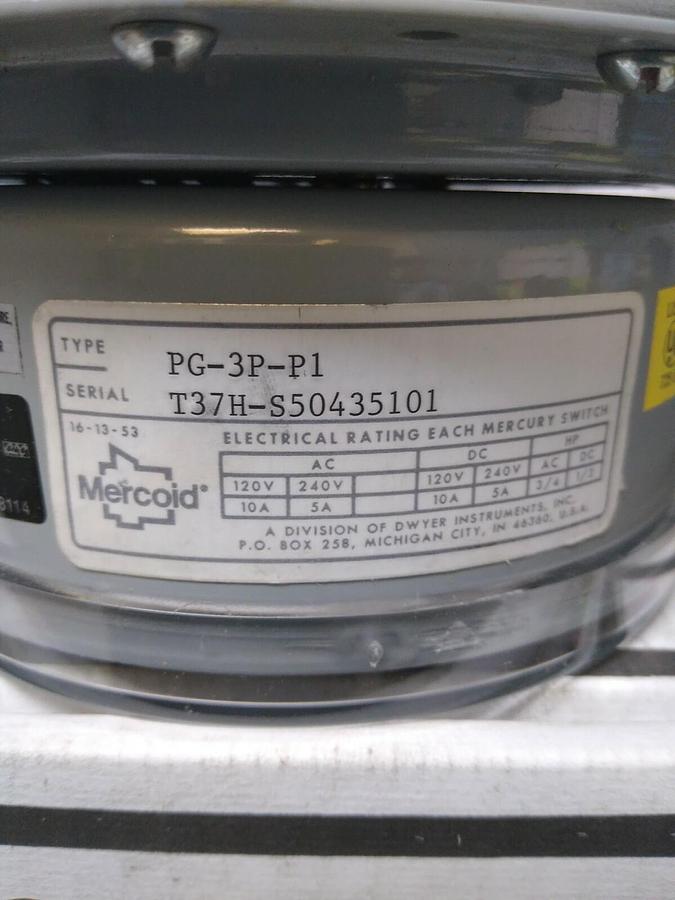 TYPE PG-3P-P1
SERIAL T37H-S50435101
16-13-53
ELECTRICAL RATING EACH MERCURY SWITCH
AC DC HP
120V 240V 120V 240V AC DC
10A 5A 10A 5A 3/4 1/3
Mercoid®
A DIVISION OF DWYER INSTRUMENTS, INC.
P.O. BOX 258, MICHIGAN CITY, IN 46360, U.S.A.